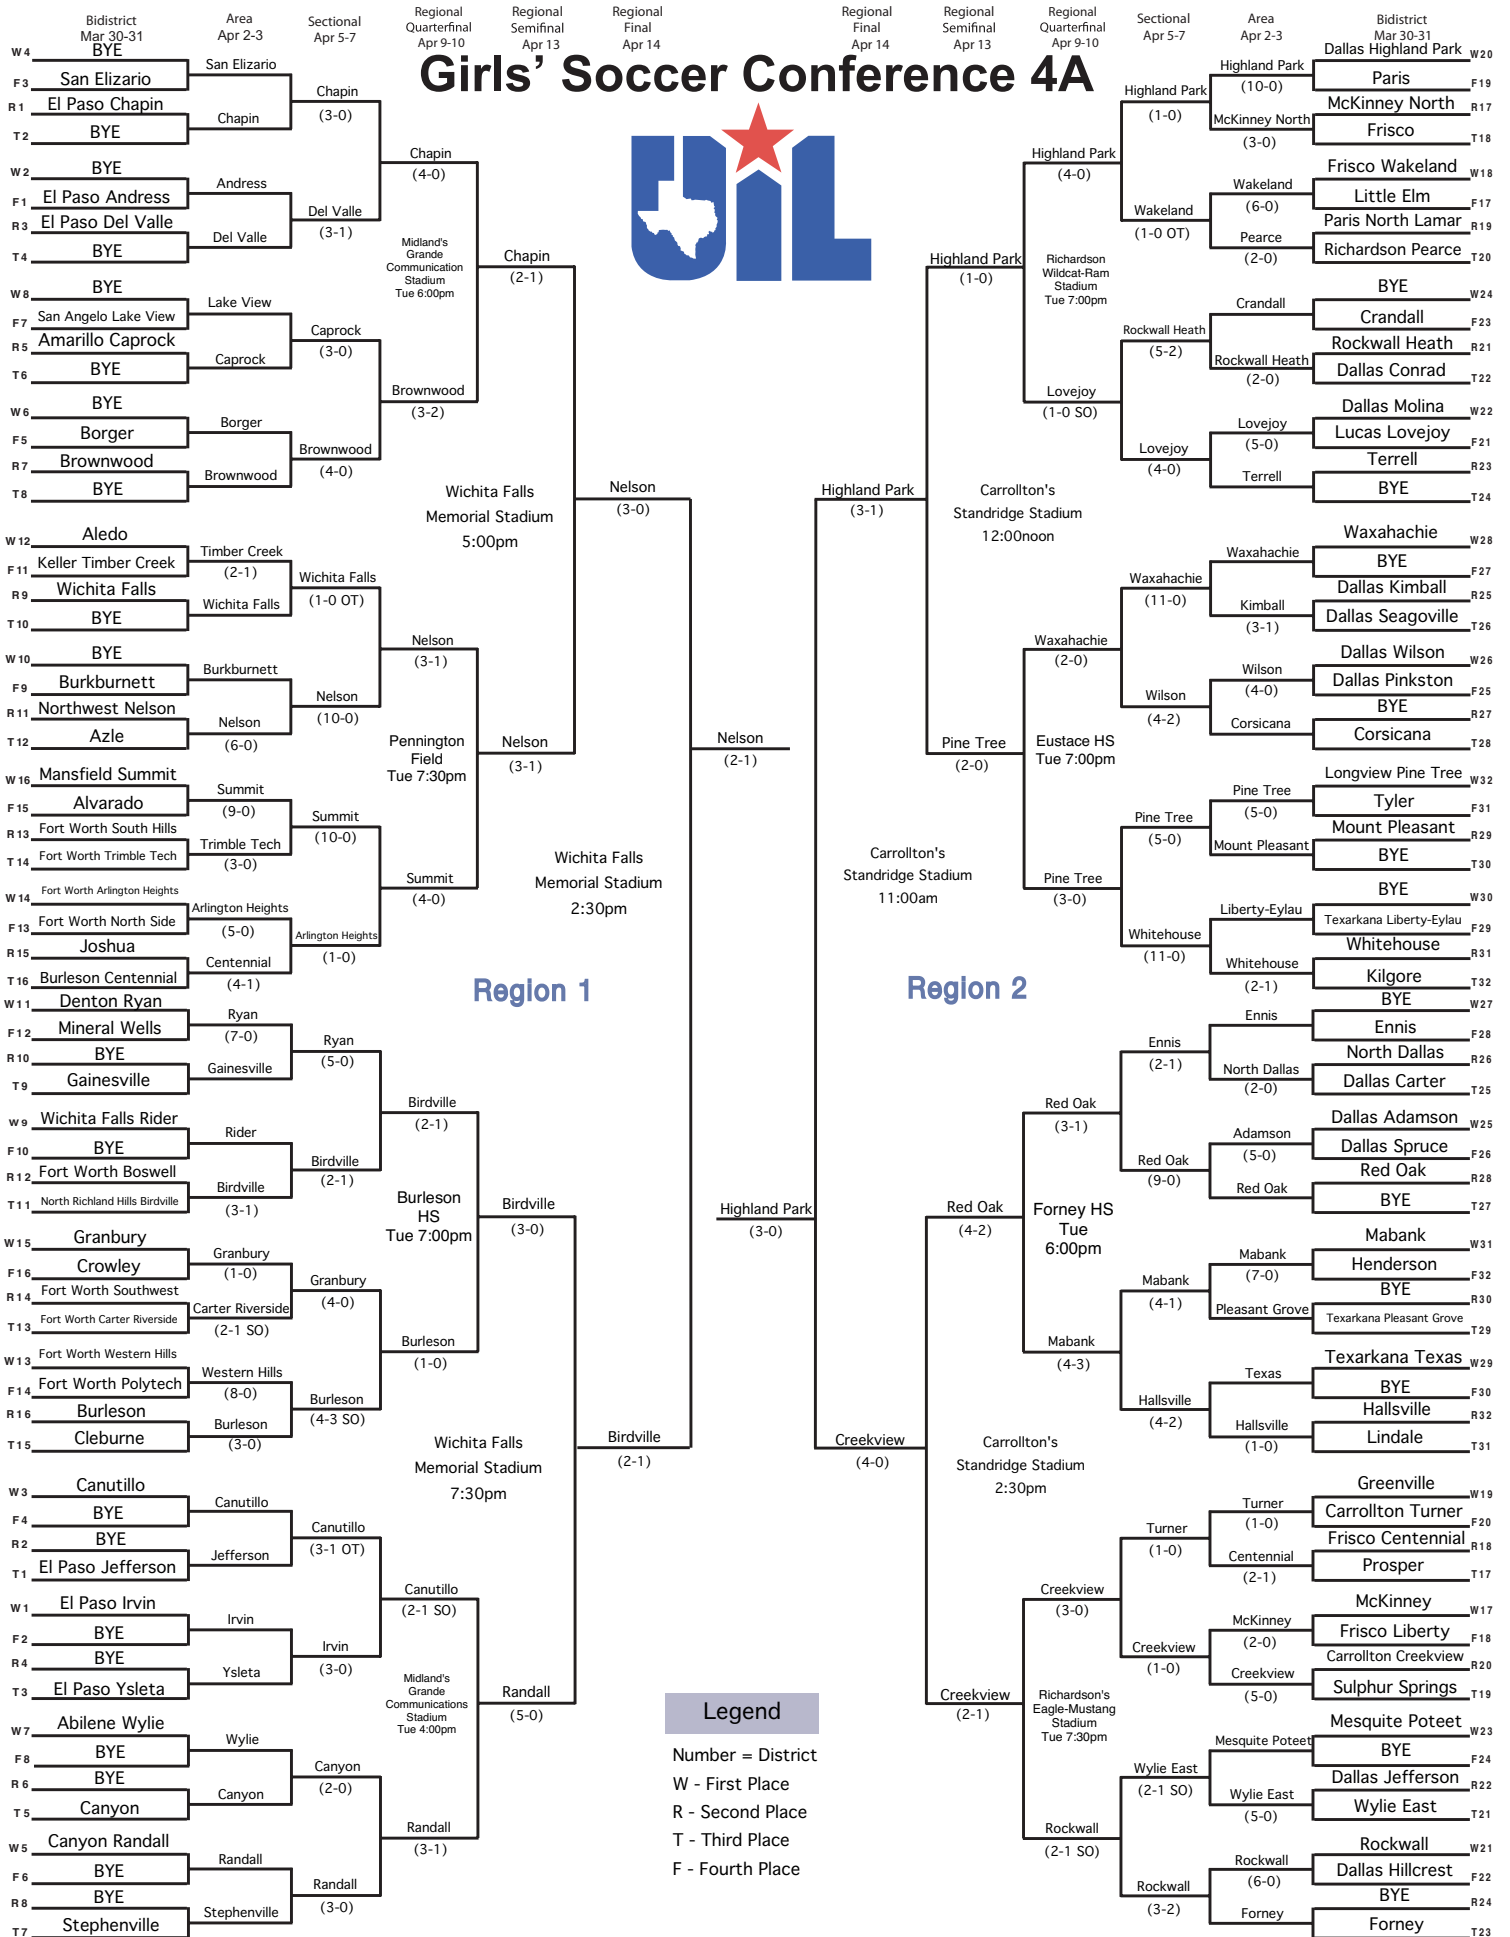 Bidistrict
Mar 30-31
Area
Apr 2-3
Sectional
Apr 5-7
Regional
Quarterfinal
Apr 9-10
Regional
Semifinal
Apr 13
Regional
Final
Apr 14
Regional
Final
Apr 14
Regional
Semifinal
Apr 13
Regional
Quarterfinal
Apr 9-10
Sectional
Apr 5-7
Area
Apr 2-3
Bidistrict
Mar 30-31
Girls' Soccer Conference 4A
UIL
W4 BYE
F3 San Elizario
R1 El Paso Chapin
T2 BYE
W2 BYE
F1 El Paso Andress
R3 El Paso Del Valle
T4 BYE
W8 BYE
F7 San Angelo Lake View
R5 Amarillo Caprock
T6 BYE
W6 BYE
F5 Borger
R7 Brownwood
T8 BYE
W12 Aledo
F11 Keller Timber Creek
R9 Wichita Falls
T10 BYE
W10 BYE
F9 Burkburnett
R11 Northwest Nelson
T12 Azle
W16 Mansfield Summit
F15 Alvarado
R13 Fort Worth South Hills
T14 Fort Worth Trimble Tech
W14 Fort Worth Arlington Heights
F13 Fort Worth North Side
R15 Joshua
T16 Burleson Centennial
W11 Denton Ryan
F12 Mineral Wells
R10 BYE
T9 Gainesville
W9 Wichita Falls Rider
F10 BYE
R12 Fort Worth Boswell
T11 North Richland Hills Birdville
W15 Granbury
F16 Crowley
R14 Fort Worth Southwest
T13 Fort Worth Carter Riverside
W13 Fort Worth Western Hills
F14 Fort Worth Polytech
R16 Burleson
T15 Cleburne
W3 Canutillo
F4 BYE
R2 BYE
T1 El Paso Jefferson
W1 El Paso Irvin
F2 BYE
R4 BYE
T3 El Paso Ysleta
W7 Abilene Wylie
F8 BYE
R6 BYE
T5 Canyon
W5 Canyon Randall
F6 BYE
R8 BYE
T7 Stephenville
San Elizario
Chapin
Andress
Del Valle
Lake View
Caprock
Borger
Brownwood
Timber Creek
(2-1)
Wichita Falls
Burkburnett
Nelson
(6-0)
Summit
(9-0)
Trimble Tech
(3-0)
Arlington Heights
(5-0)
Centennial
(4-1)
Ryan
(7-0)
Gainesville
Rider
Birdville
(3-1)
Granbury
(1-0)
Carter Riverside
(2-1 SO)
Western Hills
(8-0)
Burleson
(3-0)
Canutillo
Jefferson
Irvin
Ysleta
Wylie
Canyon
Randall
Stephenville
Chapin
(3-0)
Del Valle
(3-1)
Caprock
(3-0)
Brownwood
(4-0)
Wichita Falls
(1-0 OT)
Nelson
(10-0)
Summit
(10-0)
Arlington Heights
(1-0)
Ryan
(5-0)
Birdville
(2-1)
Granbury
(4-0)
Burleson
(4-3 SO)
Canutillo
(3-1 OT)
Irvin
(3-0)
Canyon
(2-0)
Randall
(3-0)
Chapin
(4-0)
Midland's
Grande
Communication
Stadium
Tue 6:00pm
Brownwood
(3-2)
Nelson
(3-1)
Pennington
Field
Tue 7:30pm
Summit
(4-0)
Birdville
(2-1)
Burleson
HS
Tue 7:00pm
Burleson
(1-0)
Canutillo
(2-1 SO)
Midland's
Grande
Communications
Stadium
Tue 4:00pm
Randall
(3-1)
Chapin
(2-1)
Wichita Falls
Memorial Stadium
5:00pm
Nelson
(3-1)
Birdville
(3-0)
Wichita Falls
Memorial Stadium
7:30pm
Randall
(5-0)
Nelson
(3-0)
Wichita Falls
Memorial Stadium
2:30pm
Birdville
(2-1)
Nelson
(2-1)
Region 1
Region 2
Highland Park
(3-0)
Highland Park
(3-1)
Carrollton's
Standridge Stadium
11:00am
Creekview
(4-0)
Highland Park
(1-0)
Carrollton's
Standridge Stadium
12:00noon
Pine Tree
(2-0)
Red Oak
(4-2)
Carrollton's
Standridge Stadium
2:30pm
Creekview
(2-1)
Highland Park
(4-0)
Richardson
Wildcat-Ram
Stadium
Tue 7:00pm
Lovejoy
(1-0 SO)
Waxahachie
(2-0)
Eustace HS
Tue 7:00pm
Pine Tree
(3-0)
Red Oak
(3-1)
Forney HS
Tue
6:00pm
Mabank
(4-3)
Creekview
(3-0)
Richardson's
Eagle-Mustang
Stadium
Tue 7:30pm
Rockwall
(2-1 SO)
Highland Park
(1-0)
Wakeland
(1-0 OT)
Rockwall Heath
(5-2)
Lovejoy
(4-0)
Waxahachie
(11-0)
Wilson
(4-2)
Pine Tree
(5-0)
Whitehouse
(11-0)
Ennis
(2-1)
Red Oak
(9-0)
Mabank
(4-1)
Hallsville
(4-2)
Turner
(1-0)
Creekview
(1-0)
Wylie East
(2-1 SO)
Rockwall
(3-2)
Highland Park
(10-0)
McKinney North
(3-0)
Wakeland
(6-0)
Pearce
(2-0)
Crandall
Rockwall Heath
(2-0)
Lovejoy
(5-0)
Terrell
Waxahachie
Kimball
(3-1)
Wilson
(4-0)
Corsicana
Pine Tree
(5-0)
Mount Pleasant
Liberty-Eylau
Whitehouse
(2-1)
Ennis
North Dallas
(2-0)
Adamson
(5-0)
Red Oak
Mabank
(7-0)
Pleasant Grove
Texas
Hallsville
(1-0)
Turner
(1-0)
Centennial
(2-1)
McKinney
(2-0)
Creekview
(5-0)
Mesquite Poteet
Wylie East
(5-0)
Rockwall
(6-0)
Forney
Dallas Highland Park W20
Paris F19
McKinney North R17
Frisco T18
Frisco Wakeland W18
Little Elm F17
Paris North Lamar R19
Richardson Pearce T20
BYE W24
Crandall F23
Rockwall Heath R21
Dallas Conrad T22
Dallas Molina W22
Lucas Lovejoy F21
Terrell R23
BYE T24
Waxahachie W28
BYE F27
Dallas Kimball R25
Dallas Seagoville T26
Dallas Wilson W26
Dallas Pinkston F25
BYE R27
Corsicana T28
Longview Pine Tree W32
Tyler F31
Mount Pleasant R29
BYE T30
BYE W30
Texarkana Liberty-Eylau F29
Whitehouse R31
Kilgore T32
BYE W27
Ennis F28
North Dallas R26
Dallas Carter T25
Dallas Adamson W25
Dallas Spruce F26
Red Oak R28
BYE T27
Mabank W31
Henderson F32
BYE R30
Texarkana Pleasant Grove T29
Texarkana Texas W29
BYE F30
Hallsville R32
Lindale T31
Greenville W19
Carrollton Turner F20
Frisco Centennial R18
Prosper T17
McKinney W17
Frisco Liberty F18
Carrollton Creekview R20
Sulphur Springs T19
Mesquite Poteet W23
BYE F24
Dallas Jefferson R22
Wylie East T21
Rockwall W21
Dallas Hillcrest F22
BYE R24
Forney T23
Legend
Number = District
W - First Place
R - Second Place
T - Third Place
F - Fourth Place